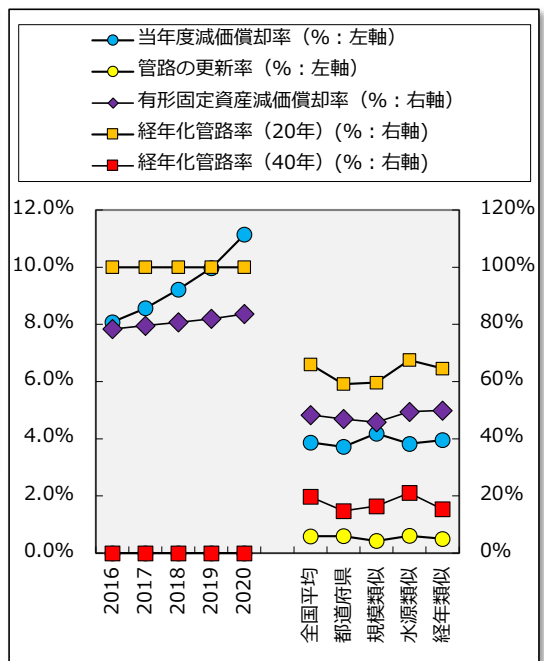 当年度減価償却率（%：左軸）
管路の更新率（%：左軸）
有形固定資産減価償却率（%：右軸）
経年化管路率（20年）(%：右軸)
経年化管路率（40年）(%：右軸)
12.0%
10.0%
8.0%
6.0%
4.0%
2.0%
0.0%
120%
100%
80%
60%
40%
20%
0%
2016
2017
2018
2019
2020
全国平均
都道府県
規模類似
水源類似
経年類似